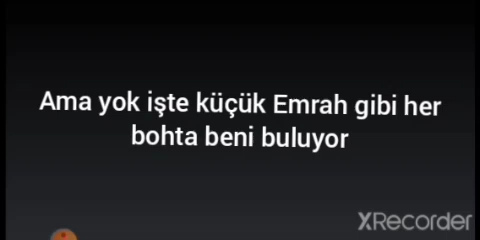 Ama yok işte küçük Emrah gibi her
bohta beni buluyor
XRecorder